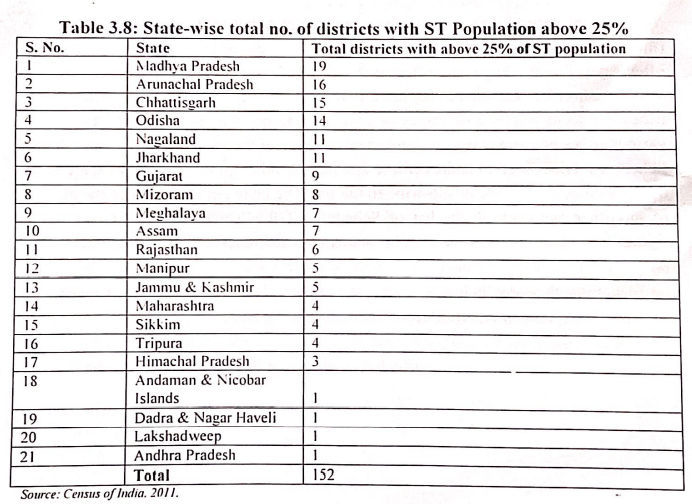 Table 3.8: State-wise total no. of districts with ST Population above 25%
S. No. State Total districts with above 25% of ST population
1 Madhya Pradesh 19
2 Arunachal Pradesh 16
3 Chhattisgarh 15
4 Odisha 14
5 Nagaland 11
6 Jharkhand 11
7 Gujarat 9
8 Mizoram 8
9 Meghalaya 7
10 Assam 7
11 Rajasthan 6
12 Manipur 5
13 Jammu & Kashmir 5
14 Maharashtra 4
15 Sikkim 4
16 Tripura 4
17 Himachal Pradesh 3
18 Andaman & Nicobar
Islands 1
19 Dadra & Nagar Haveli 1
20 Lakshadweep 1
21 Andhra Pradesh 1
Total 152
Source: Census of India. 2011.